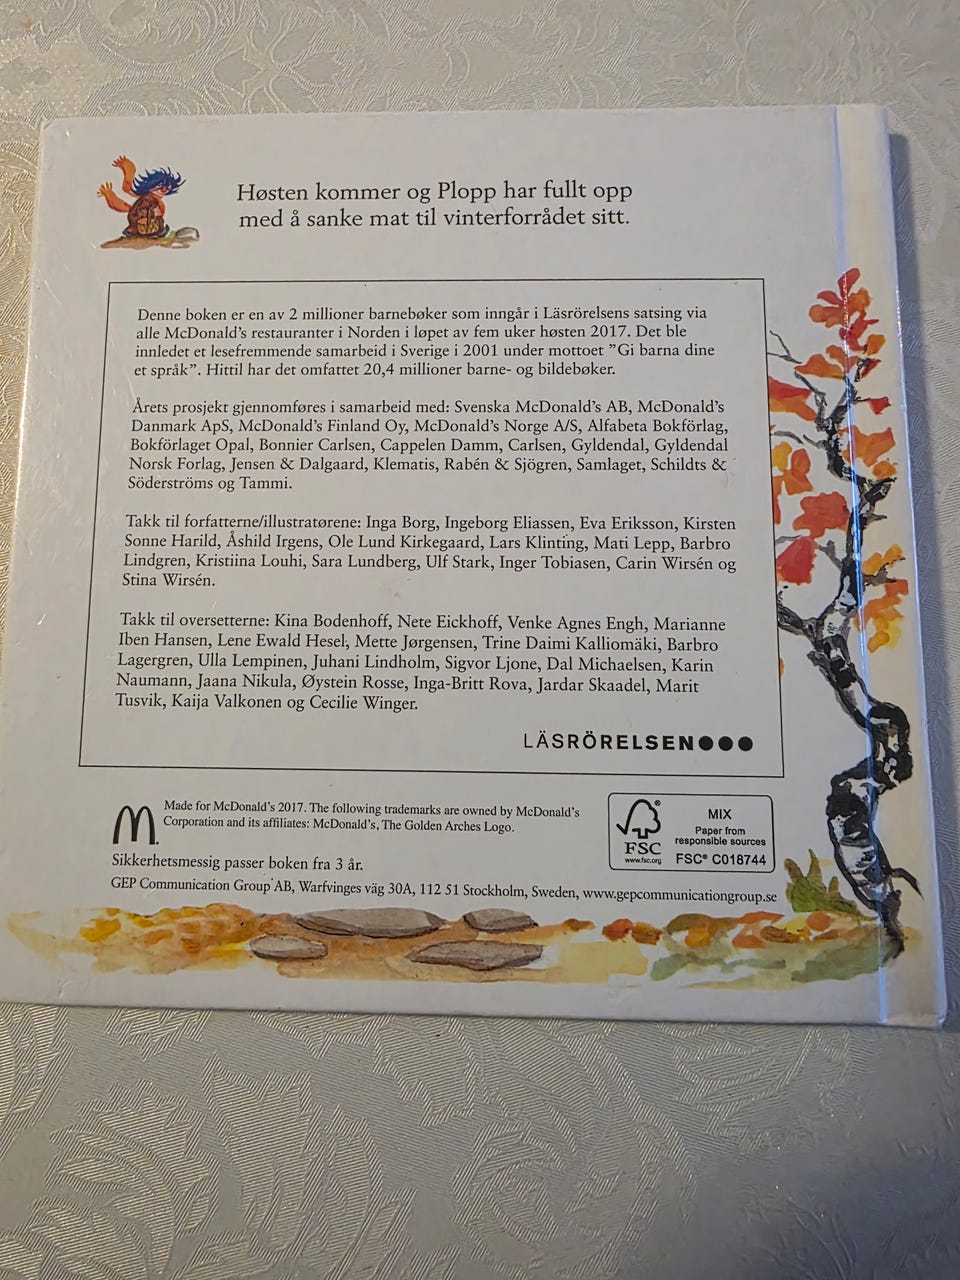 Høsten kommer og Plopp har fullt opp
med å sanke mat til vinterforrådet sitt.
Denne boken er en av 2 millioner barnebøker som inngår i Läsrörelsens satsing via
alle McDonald's restauranter i Norden i løpet av fem uker høsten 2017. Det ble
innledet et lesefremmende samarbeid i Sverige i 2001 under mottoet ”Gi barna dine
et språk”. Hittil har det omfattet 20,4 millioner barne- og bildebøker.
Årets prosjekt gjennomføres i samarbeid med: Svenska McDonald's AB, McDonald's
Danmark ApS, McDonald's Finland Oy, McDonald's Norge A/S, Alfabeta Bokförlag,
Bokförlaget Opal, Bonnier Carlsen, Cappelen Damm, Carlsen, Gyldendal, Gyldendal
Norsk Forlag, Jensen & Dalgaard, Klematis, Rabén & Sjögren, Samlaget, Schildts &
Söderströms og Tammi.
Takk til forfatterne/illustratørene: Inga Borg, Ingeborg Eliassen, Eva Eriksson, Kirsten
Sonne Harild, Åshild Irgens, Ole Lund Kirkegaard, Lars Klinting, Mati Lepp, Barbro
Lindgren, Kristiina Louhi, Sara Lundberg, Ulf Stark, Inger Tobiasen, Carin Wirsén og
Stina Wirsén.
Takk til oversetterne: Kina Bodenhoff, Nete Eickhoff, Venke Agnes Engh, Marianne
Iben Hansen, Lene Ewald Hesel, Mette Jørgensen, Trine Daimi Kalliomäki, Barbro
Lagergren, Ulla Lempinen, Juhani Lindholm, Sigvor Ljone, Dal Michaelsen, Karin
Naumann, Jaana Nikula, Øystein Rosse, Inga-Britt Rova, Jardar Skaadel, Marit
Tusvik, Kaija Valkonen og Cecilie Winger.
LÄSRÖRELSEN●●●
M
Made for McDonald's 2017. The following trademarks are owned by McDonald's
Corporation and its affiliates: McDonald's, The Golden Arches Logo.
Sikkerhetsmessig passer boken fra 3 år.
GEP Communication Group AB, Warfvinges väg 30A, 112 51 Stockholm, Sweden, www.gepcommunicationgroup.se
FSC
www.fsc.org
MIX
Paper from
responsible sources
FSC® C018744